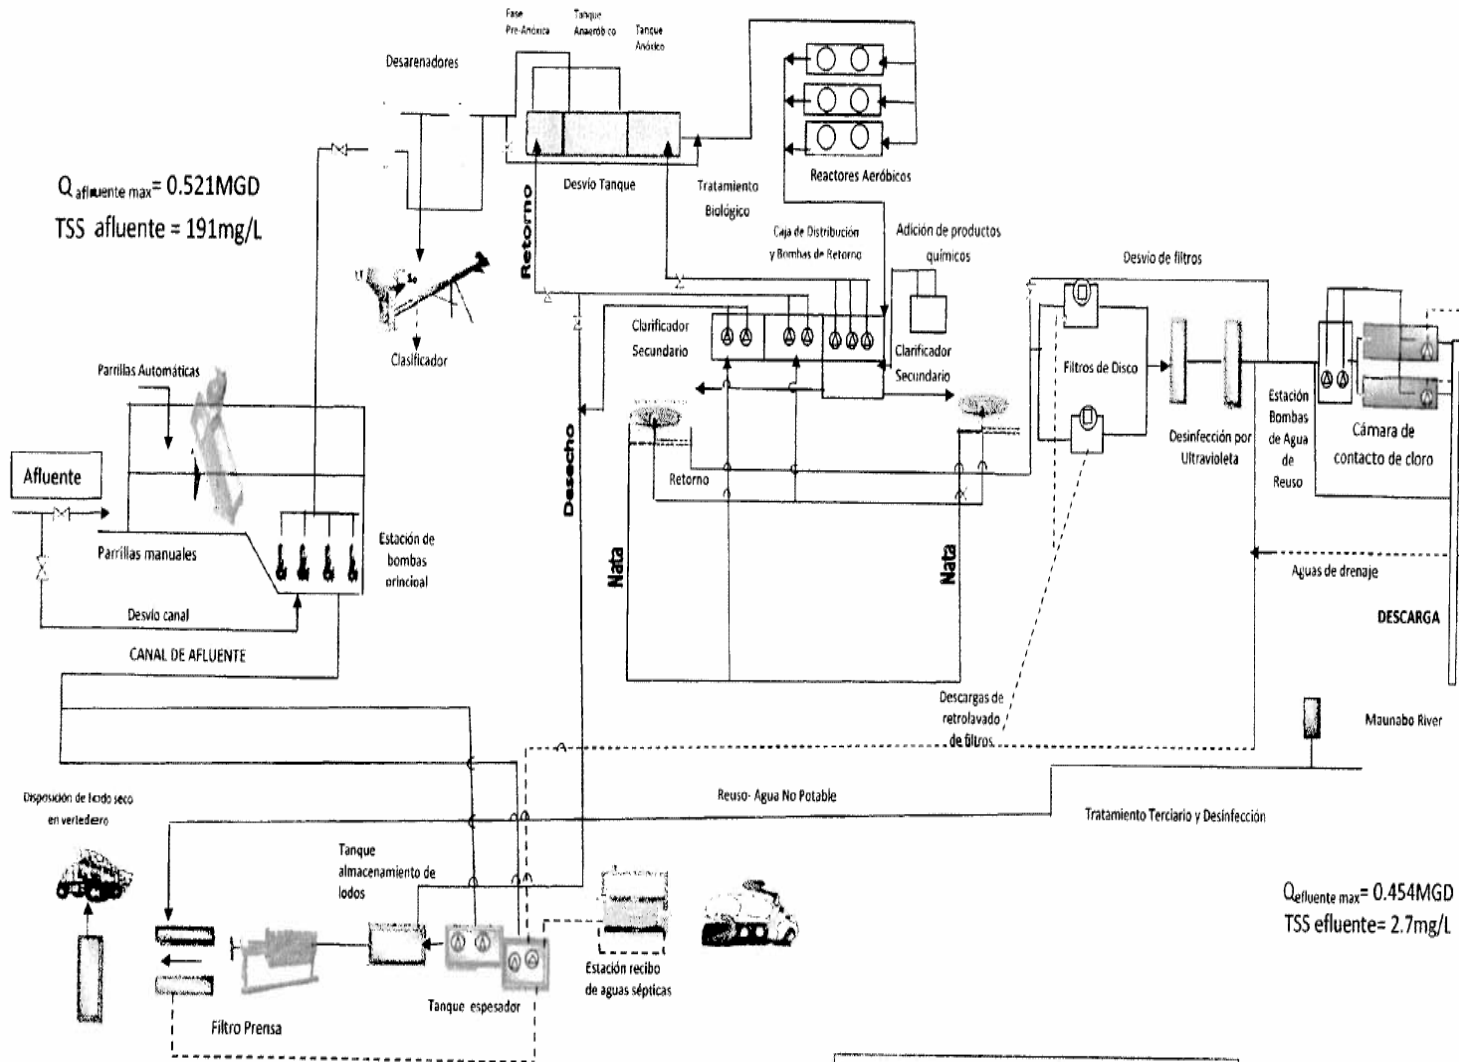 Fase
Pre-Anóxica
Tanque
Anaeróbico
Tanque
Anóxico
Desarenadores
Q afluente max= 0.521MGD
TSS afluente = 191mg/L
Desvío Tanque
Tratamiento
Biológico
Reactores Aeróbicos
Retorno
Caja de Distribución
y Bombas de Retorno
Adición de productos
químicos
Desvío de filtros
Clasificador
Clarificador
Secundario
Clarificador
Secundario
Filtros de Disco
Desinfección por
Ultravioleta
Estación
Bombas
de Agua
de
Reuso
Cámara de
contacto de cloro
Parrillas Automáticas
Afluente
Parrillas manuales
Estación de
bombas
principal
Desvío canal
CANAL DE AFLUENTE
Desecho
Retorno
Nata
Nata
Aguas de drenaje
DESCARGA
Descargas de
retrolavado
de filtros
Maunabo River
Disposición de lodo seco
en vertedero
Reuso- Agua No Potable
Tratamiento Terciario y Desinfección
Tanque
almacenamiento de
lodos
Qefluente max= 0.454MGD
TSS efluente= 2.7mg/L
Estación recibo
de aguas sépticas
Tanque espesador
Filtro Prensa